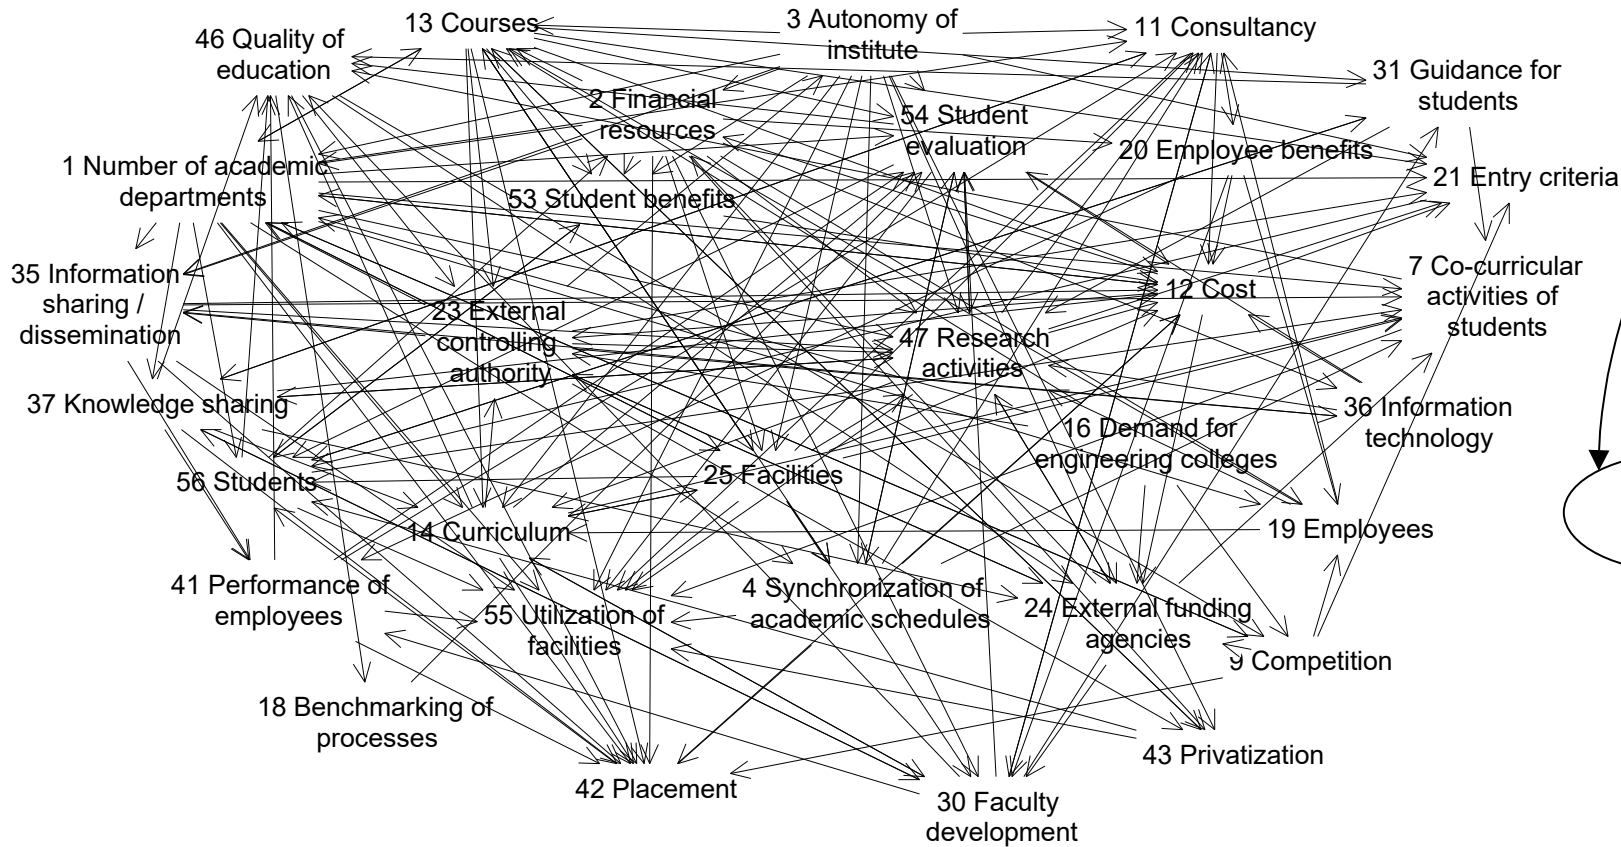 13 Courses
3 Autonomy of
institute
11 Consultancy
46 Quality of
education
31 Guidance for
students
2 Financial
resources
54 Student
evaluation
20 Employee benefits
1 Number of academic
departments
53 Student benefits
21 Entry criteria
35 Information
sharing /
dissemination
23 External
controlling
authority
47 Research
activities
12 Cost
7 Co-curricular
activities of
students
37 Knowledge sharing
36 Information
technology
16 Demand for
engineering colleges
56 Students
25 Facilities
14 Curriculum
19 Employees
41 Performance of
employees
55 Utilization of
facilities
4 Synchronization of
academic schedules
24 External funding
agencies
9 Competition
18 Benchmarking of
processes
43 Privatization
42 Placement
30 Faculty
development